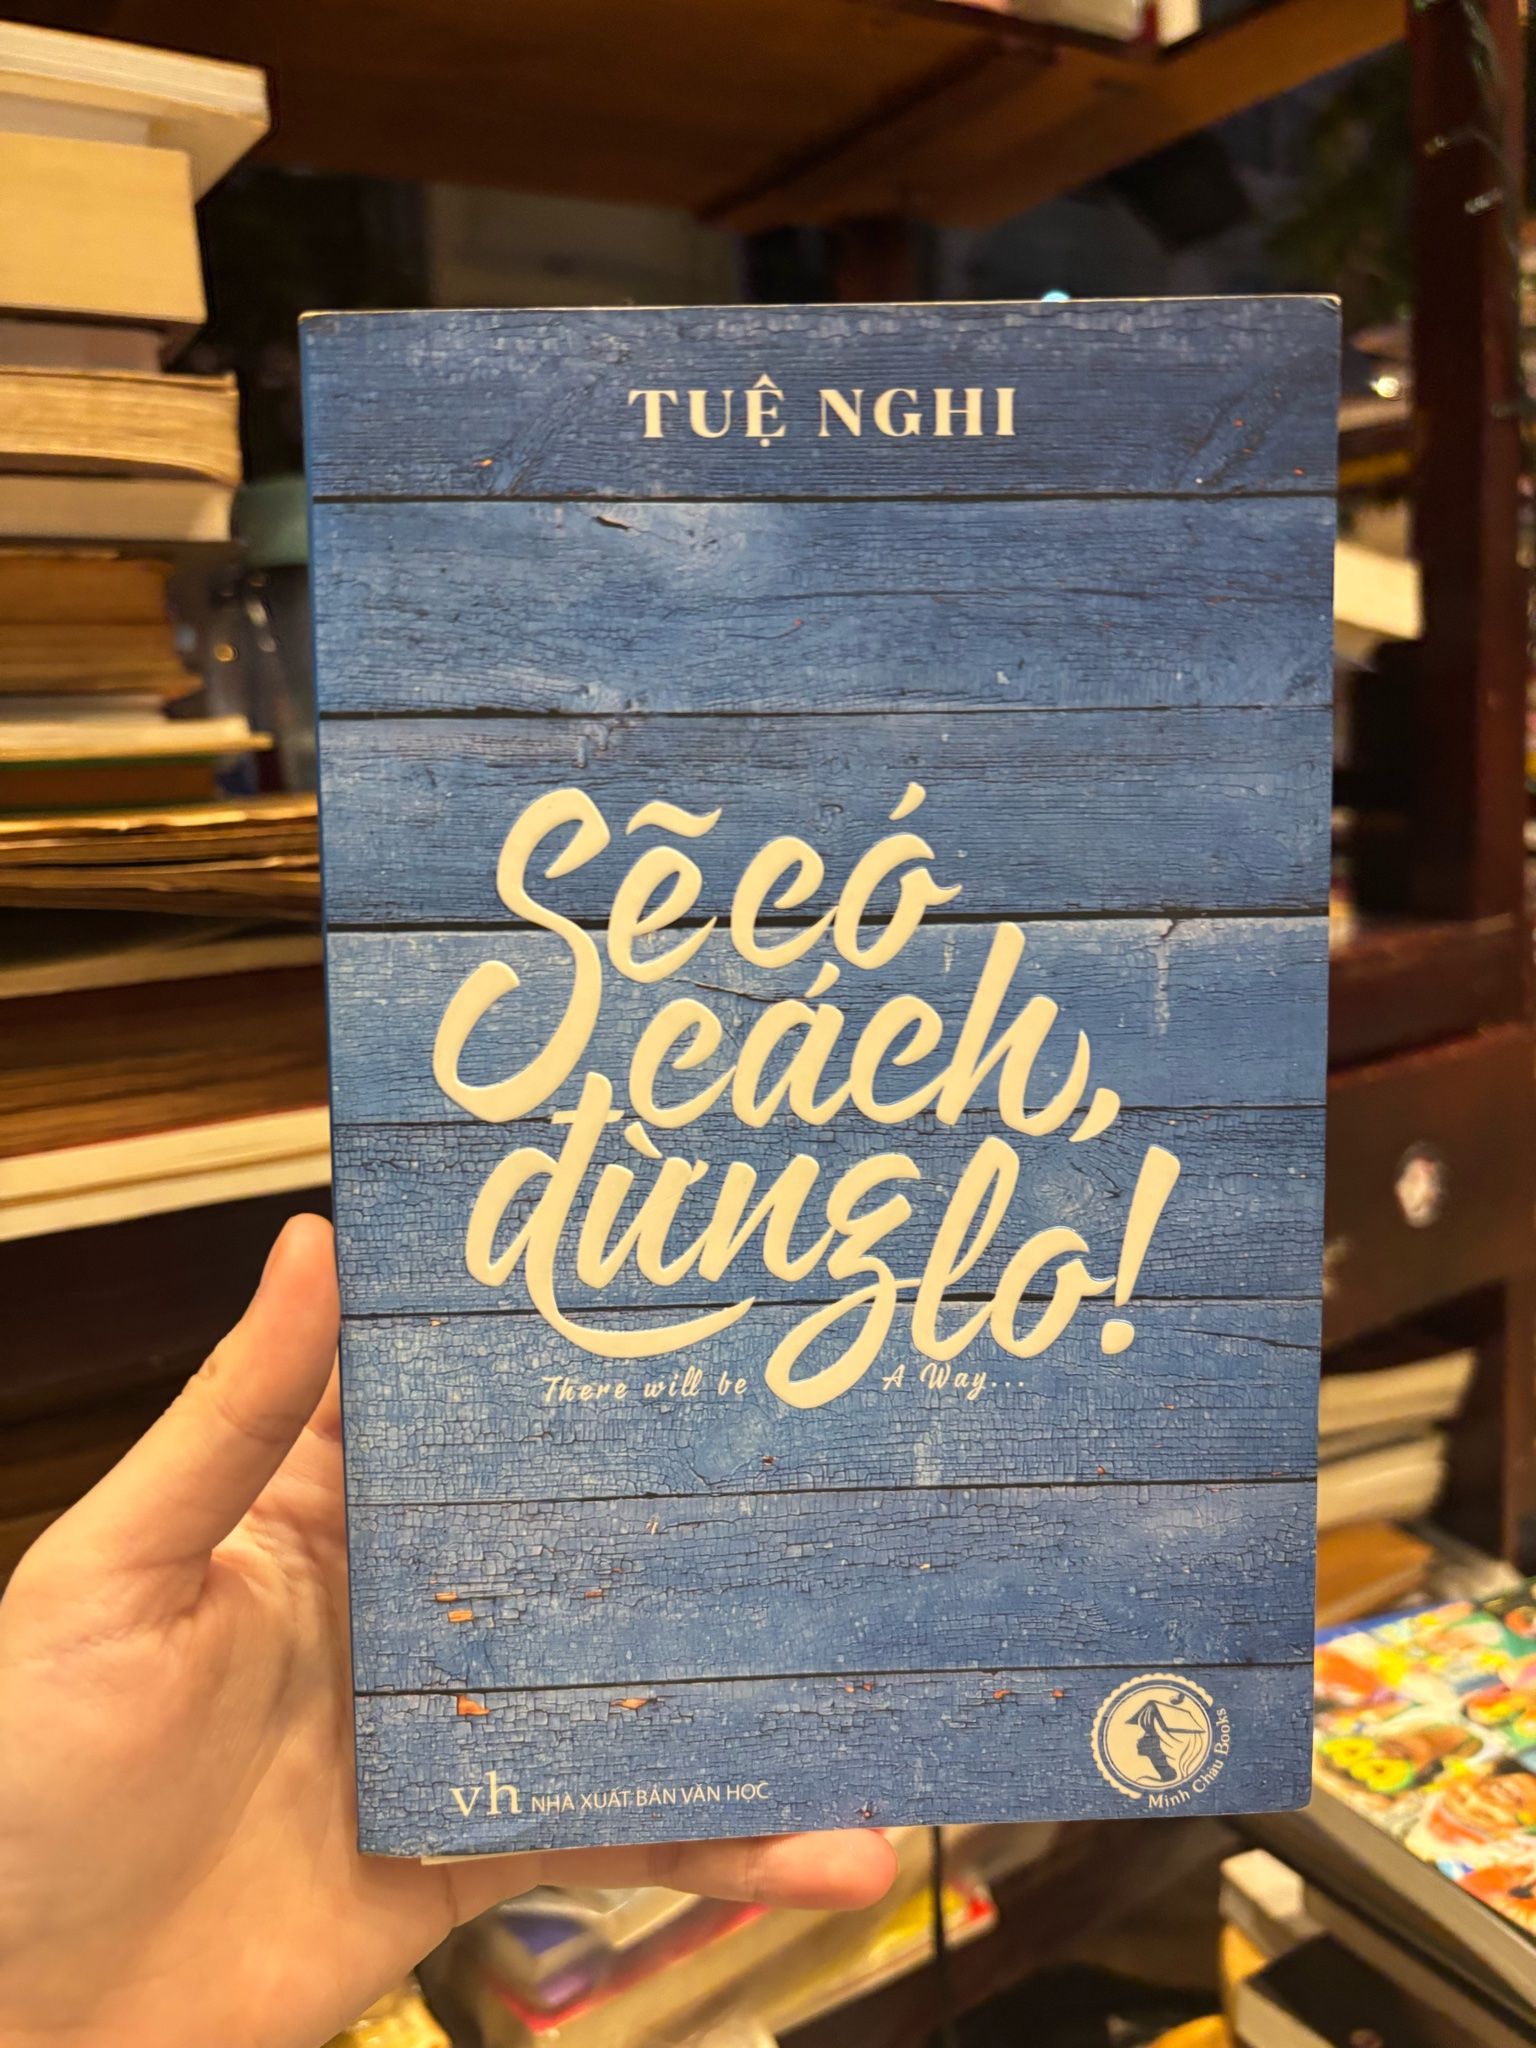 TUỆ NGHI
Sẽ có
cách,
đừng lo!
There will be A Way...
vh NHÀ XUẤT BẢN VĂN HỌC
Minh Châu Books